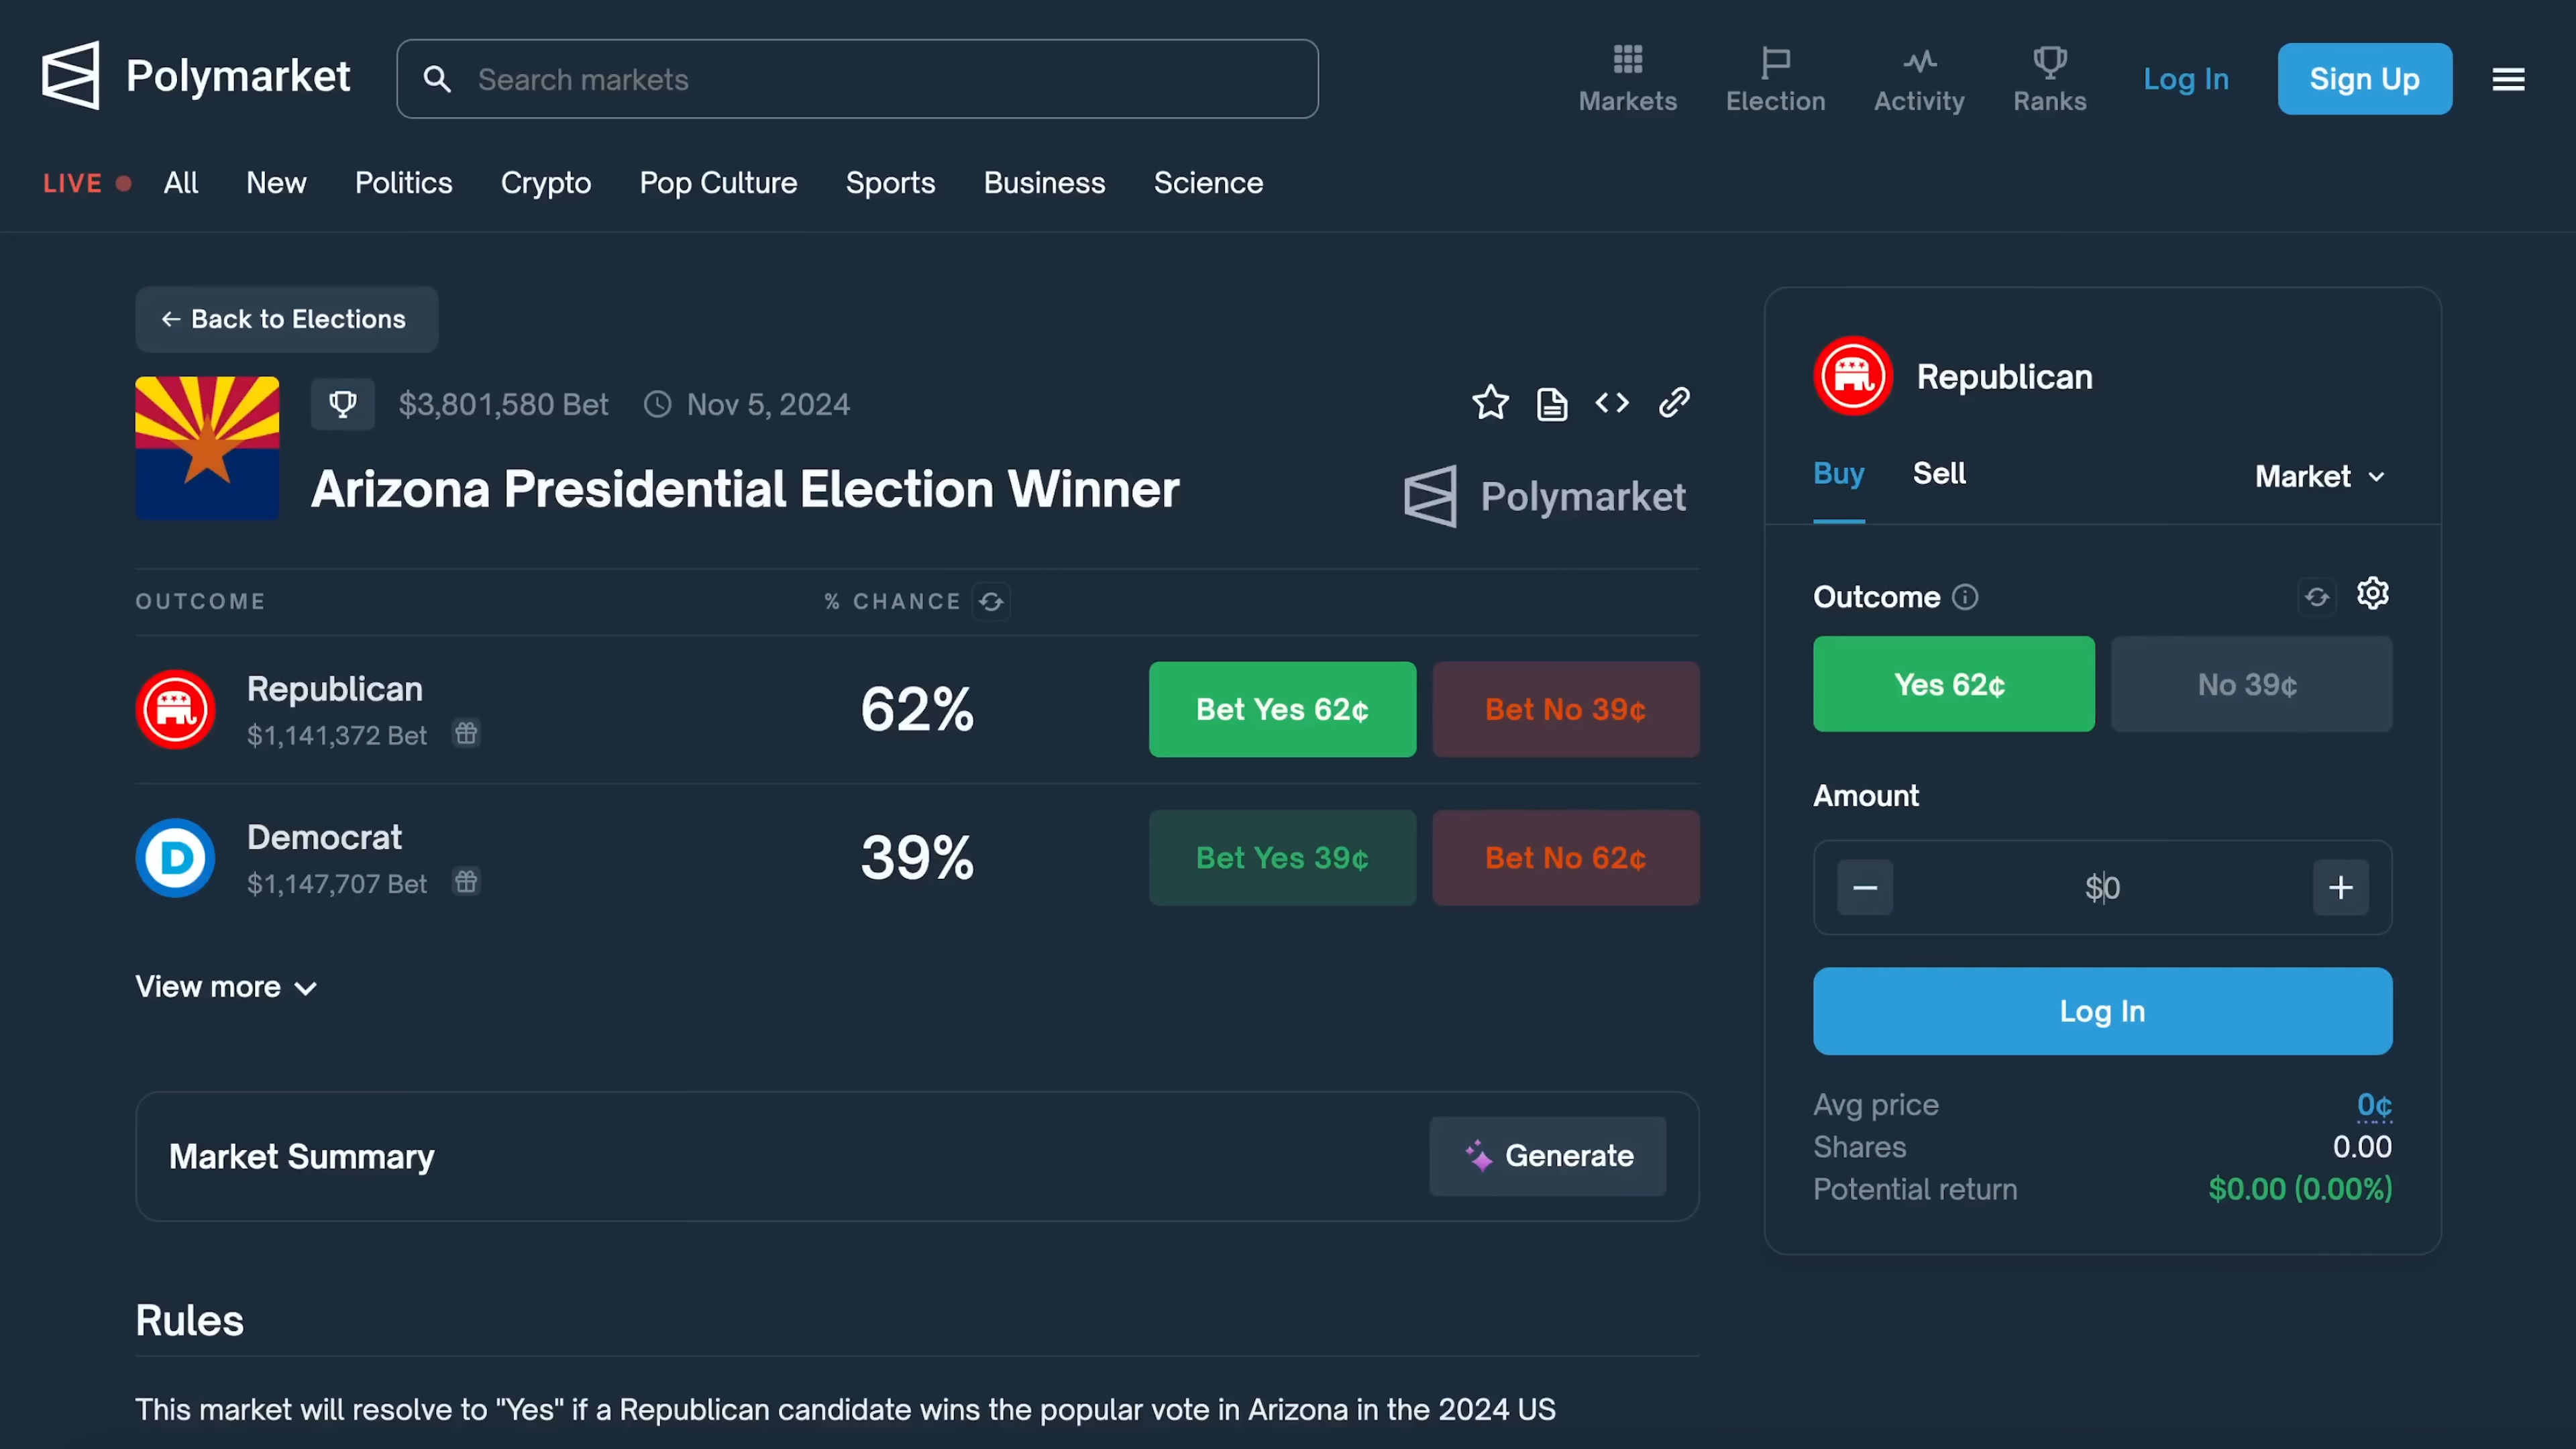 Polymarket
Search markets
Markets
Election
Activity
Ranks
Log In
Sign Up
LIVE
All
New
Politics
Crypto
Pop Culture
Sports
Business
Science
← Back to Elections
$3,801,580 Bet
Nov 5, 2024
Arizona Presidential Election Winner
Polymarket
OUTCOME
% CHANCE
Republican
$1,141,372 Bet
62%
Bet Yes 62¢
Bet No 39¢
Democrat
$1,147,707 Bet
39%
Bet Yes 39¢
Bet No 62¢
View more
Market Summary
Generate
Rules
This market will resolve to "Yes" if a Republican candidate wins the popular vote in Arizona in the 2024 US
Republican
Buy
Sell
Market
Outcome
Yes 62¢
No 39¢
Amount
$0
Log In
Avg price
0¢
Shares
0.00
Potential return
$0.00 (0.00%)